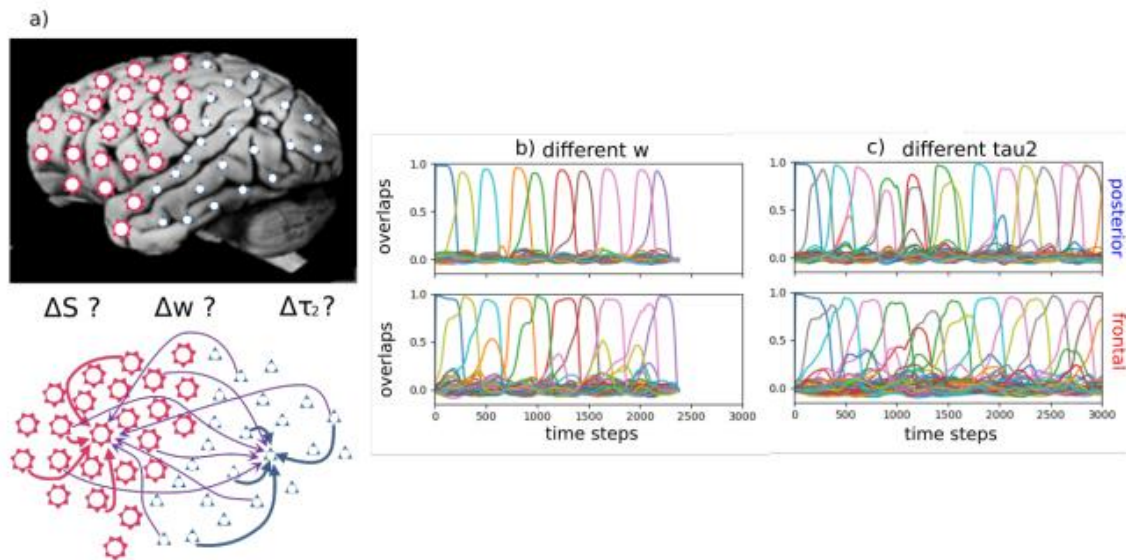 a)
ΔS ?
Δw ?
Δτ₂?
b) different w
overlaps
1.0
0.5
0.0
overlaps
1.0
0.5
0.0
0
500
1000
1500
2000
2500
3000
time steps
c) different tau2
1.0
0.5
0.0
posterior
1.0
0.5
0.0
frontal
0
500
1000
1500
2000
2500
3000
time steps